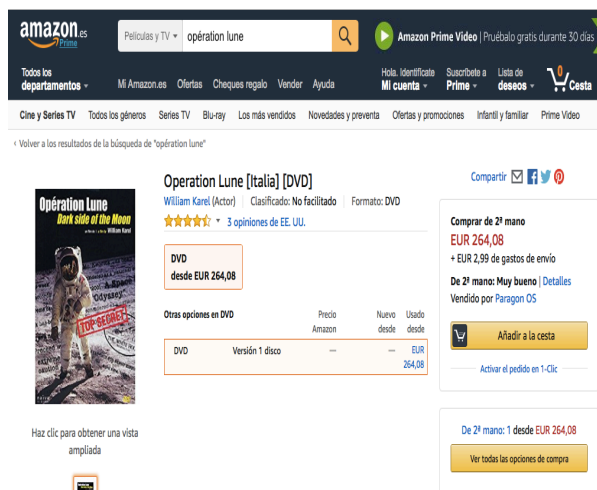 amazon.es
Prime
Películas y TV
opération lune
Amazon Prime Video | Pruébalo gratis durante 30 días
Todos los
departamentos
Mi Amazon.es Ofertas Cheques regalo Vender Ayuda
Hola. Identifícate
Mi cuenta
Suscríbete a
Prime
Lista de
deseos
0
Cesta
Cine y Series TV Todos los géneros Series TV Blu-ray Los más vendidos Novedades y preventa Ofertas y promociones Infantil y familiar Prime Video
‹ Volver a los resultados de la búsqueda de "opération lune"
Opération Lune
Dark side of the Moon
William Karel
A Space
Odyssey
TOP SECRET
Haz clic para obtener una vista
ampliada
Operation Lune [Italia] [DVD]
William Karel (Actor) | Clasificado: No facilitado | Formato: DVD
3 opiniones de EE. UU.
DVD
desde EUR 264,08
Otras opciones en DVD Precio Amazon Nuevo desde Usado desde
DVD Versión 1 disco — — EUR 264,08
Compartir
Comprar de 2ª mano
EUR 264,08
+ EUR 2,99 de gastos de envío
De 2ª mano: Muy bueno | Detalles
Vendido por Paragon OS
Añadir a la cesta
Activar el pedido en 1-Clic
De 2ª mano: 1 desde EUR 264,08
Ver todas las opciones de compra